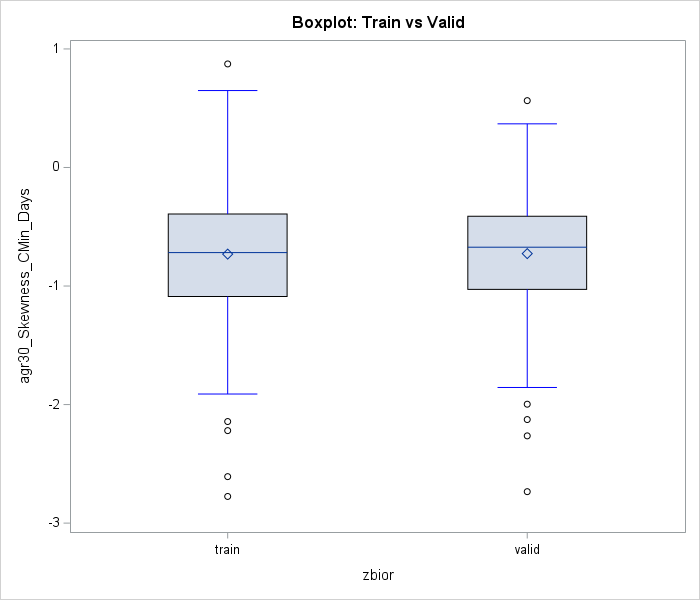 Boxplot: Train vs Valid
agr30_Skewness_CMin_Days
1
0
-1
-2
-3
train
valid
zbior